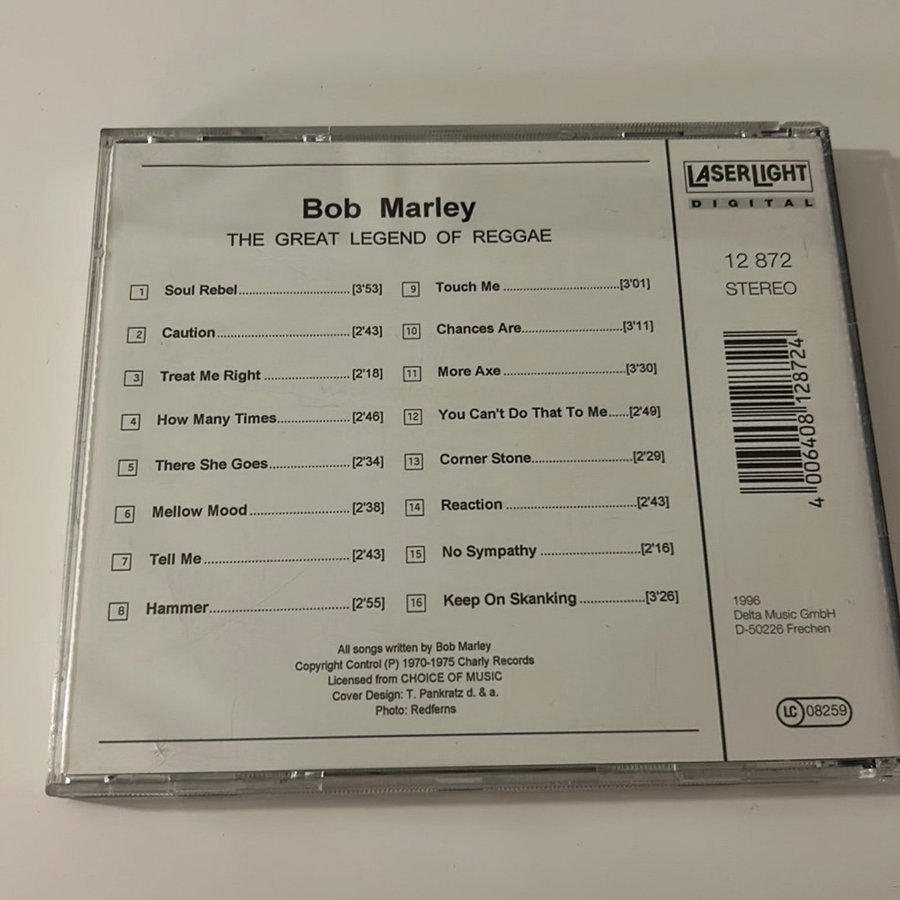 Bob Marley
THE GREAT LEGEND OF REGGAE
1 Soul Rebel [3'53]
2 Caution [2'43]
3 Treat Me Right [2'18]
4 How Many Times [2'46]
5 There She Goes [2'34]
6 Mellow Mood [2'38]
7 Tell Me [2'43]
8 Hammer [2'55]
9 Touch Me [3'01]
10 Chances Are [3'11]
11 More Axe [3'30]
12 You Can't Do That To Me [2'49]
13 Corner Stone [2'29]
14 Reaction [2'43]
15 No Sympathy [2'16]
16 Keep On Skanking [3'26]
All songs written by Bob Marley
Copyright Control (P) 1970-1975 Charly Records
Licensed from CHOICE OF MUSIC
Cover Design: T. Pankratz d. & a.
Photo: Redferns
LASERLIGHT
DIGITAL
12 872
STEREO
4 006408 128724
1996
Delta Music GmbH
D-50226 Frechen
LC 08259